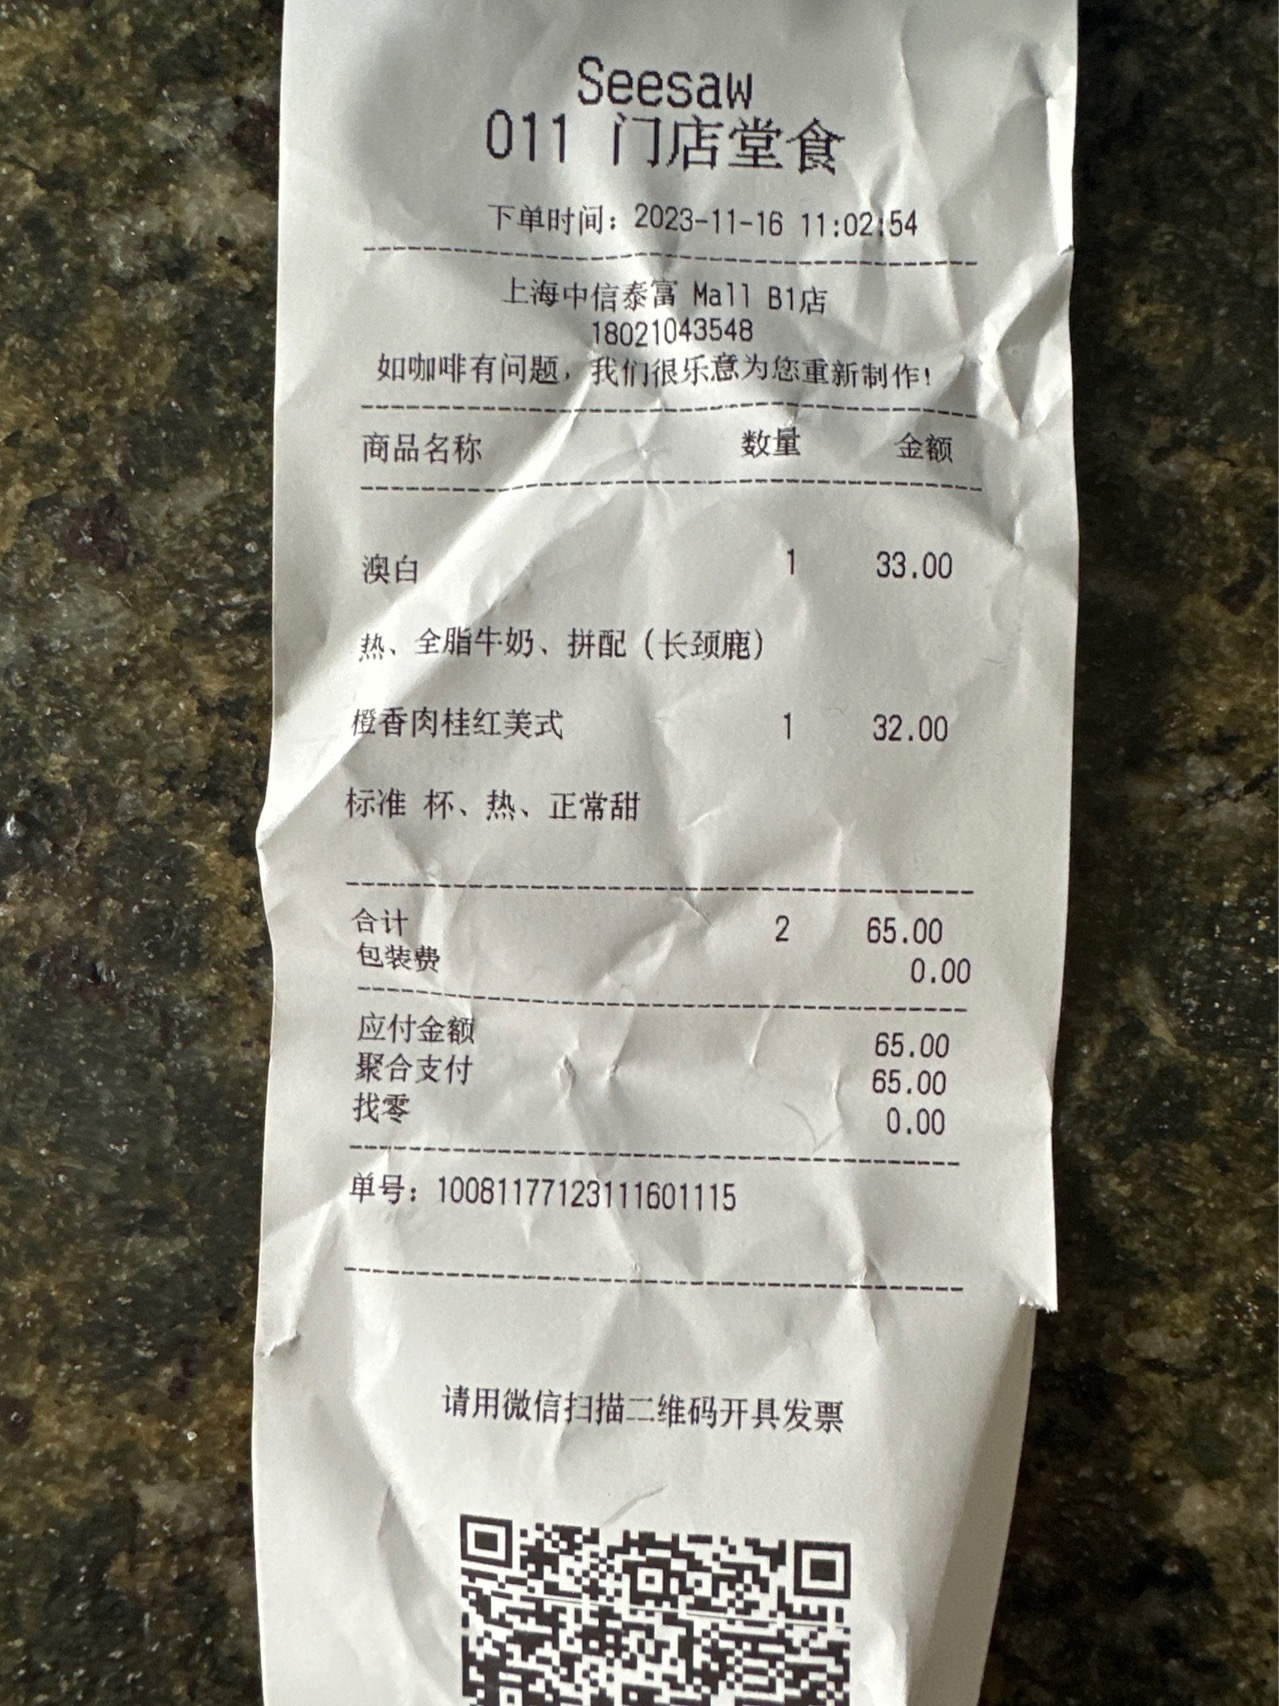 Seesaw
011 门店堂食
下单时间：2023-11-16 11:02:54
上海中信泰富 Mall B1店
18021043548
如咖啡有问题，我们很乐意为您重新制作！
商品名称 数量 金额
澳白 1 33.00
热、全脂牛奶、拼配（长颈鹿）
橙香肉桂红美式 1 32.00
标准 杯、热、正常甜
合计 2 65.00
包装费 0.00
应付金额 65.00
聚合支付 65.00
找零 0.00
单号：10081177123111601115
请用微信扫描二维码开具发票